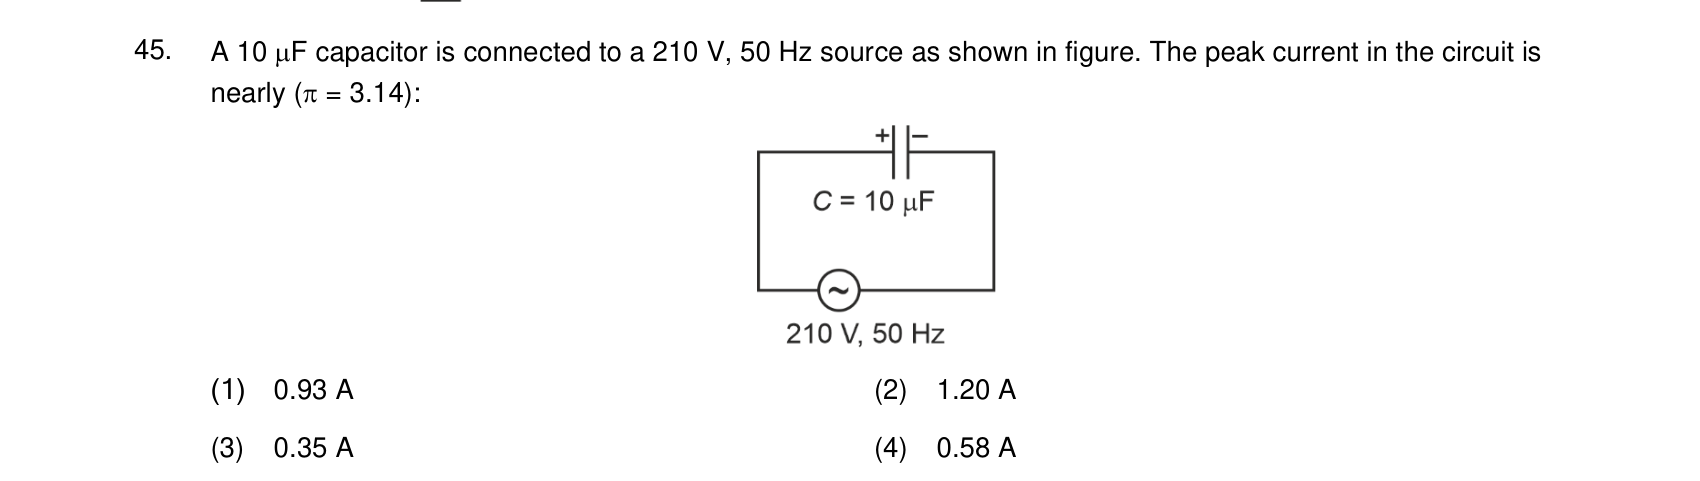 45. A 10 μF capacitor is connected to a 210 V, 50 Hz source as shown in figure. The peak current in the circuit is
nearly (π = 3.14):
+ −
C = 10 μF
~
210 V, 50 Hz
(1) 0.93 A (2) 1.20 A
(3) 0.35 A (4) 0.58 A